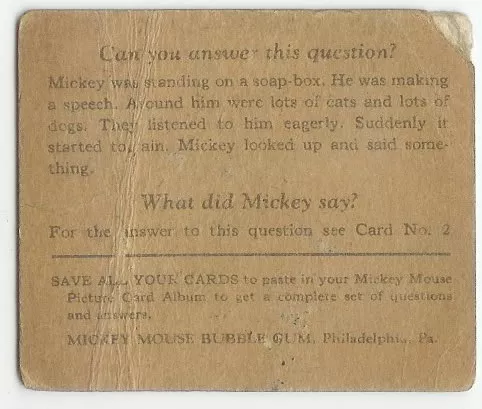 Can you answer this question?
Mickey was standing on a soap-box. He was making
a speech. Around him were lots of cats and lots of
dogs. They listened to him eagerly. Suddenly it
started to rain. Mickey looked up and said some-
thing.
What did Mickey say?
For the answer to this question see Card No. 2
SAVE ALL YOUR CARDS to paste in your Mickey Mouse
Picture Card Album to get a complete set of questions
and answers.
MICKEY MOUSE BUBBLE GUM, Philadelphia, Pa.